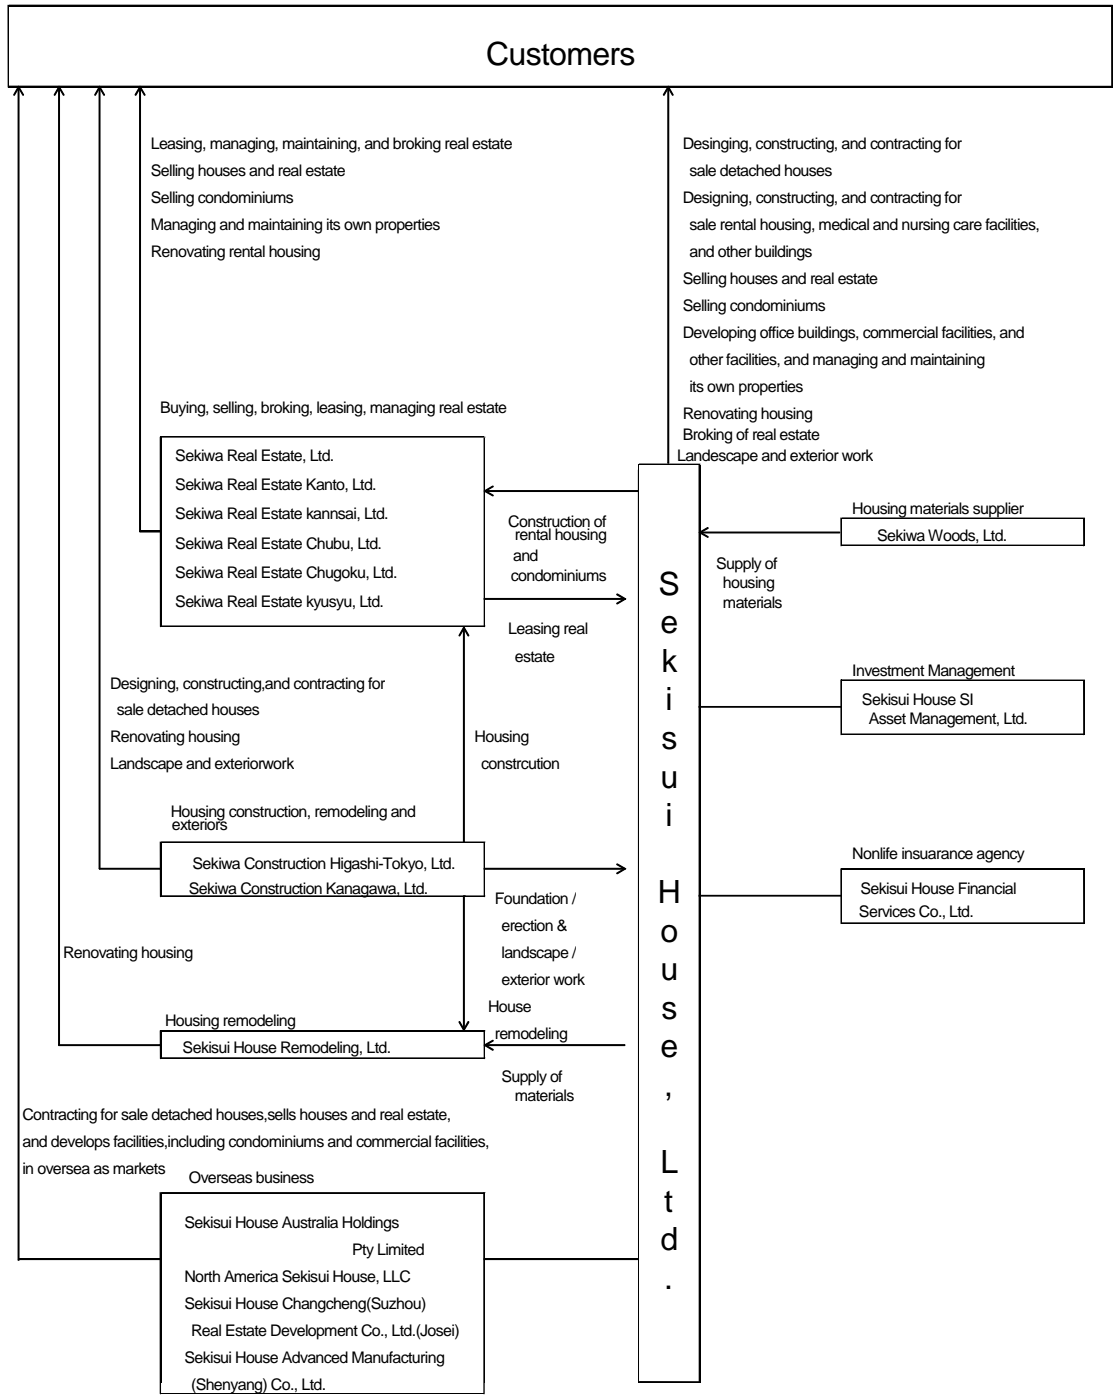 Customers
Leasing, managing, maintaining, and broking real estate
Selling houses and real estate
Selling condominiums
Managing and maintaining its own properties
Renovating rental housing
Desinging, constructing, and contracting for
sale detached houses
Designing, constructing, and contracting for
sale rental housing, medical and nursing care facilities,
and other buildings
Selling houses and real estate
Selling condominiums
Developing office buildings, commercial facilities, and
other facilities, and managing and maintaining
its own properties
Renovating housing
Broking of real estate
Landescape and exterior work
Buying, selling, broking, leasing, managing real estate
Sekiwa Real Estate, Ltd.
Sekiwa Real Estate Kanto, Ltd.
Sekiwa Real Estate kannsai, Ltd.
Sekiwa Real Estate Chubu, Ltd.
Sekiwa Real Estate Chugoku, Ltd.
Sekiwa Real Estate kyusyu, Ltd.
Construction of
rental housing
and
condominiums
Leasing real
estate
Sekisui House, Ltd.
Housing materials supplier
Sekiwa Woods, Ltd.
Supply of
housing
materials
Investment Management
Sekisui House SI
Asset Management, Ltd.
Nonlife insuarance agency
Sekisui House Financial
Services Co., Ltd.
Designing, constructing,and contracting for
sale detached houses
Renovating housing
Landscape and exteriorwork
Housing
constrcution
Housing construction, remodeling and
exteriors
Sekiwa Construction Higashi-Tokyo, Ltd.
Sekiwa Construction Kanagawa, Ltd.
Foundation /
erection &
landscape /
exterior work
Renovating housing
House
remodeling
Housing remodeling
Sekisui House Remodeling, Ltd.
Supply of
materials
Contracting for sale detached houses,sells houses and real estate,
and develops facilities,including condominiums and commercial facilities,
in oversea as markets
Overseas business
Sekisui House Australia Holdings
Pty Limited
North America Sekisui House, LLC
Sekisui House Changcheng(Suzhou)
Real Estate Development Co., Ltd.(Josei)
Sekisui House Advanced Manufacturing
(Shenyang) Co., Ltd.